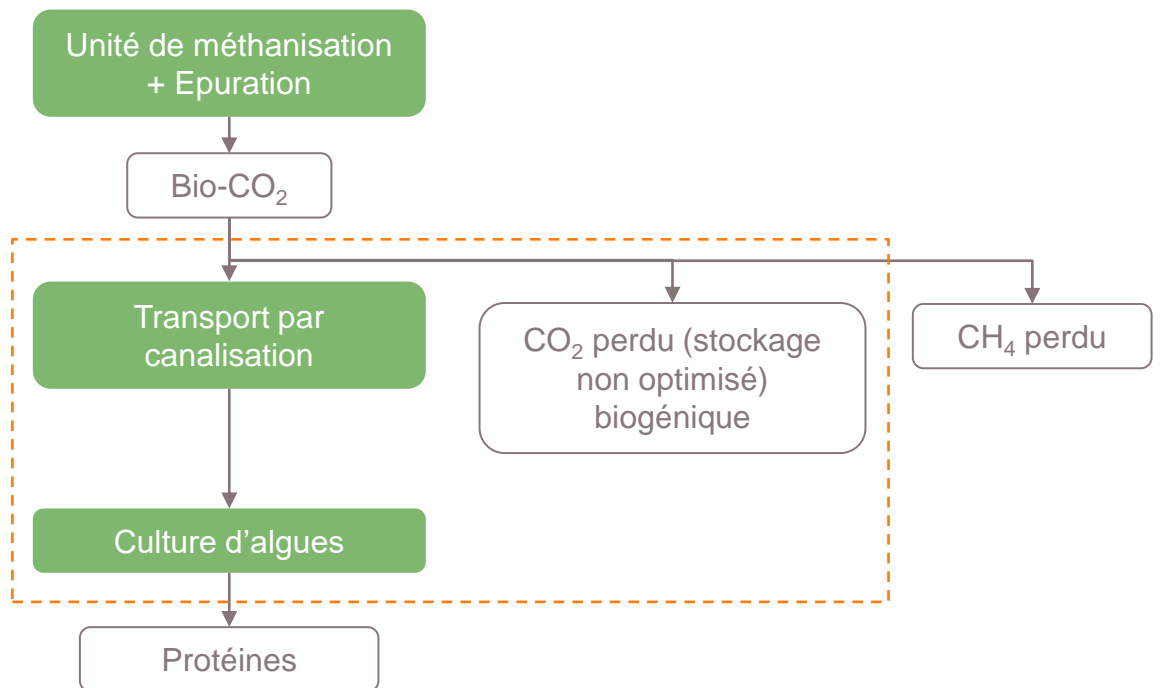 Unité de méthanisation
+ Epuration
Bio-CO₂
Transport par
canalisation
CO₂ perdu (stockage
non optimisé)
biogénique
CH₄ perdu
Culture d’algues
Protéines